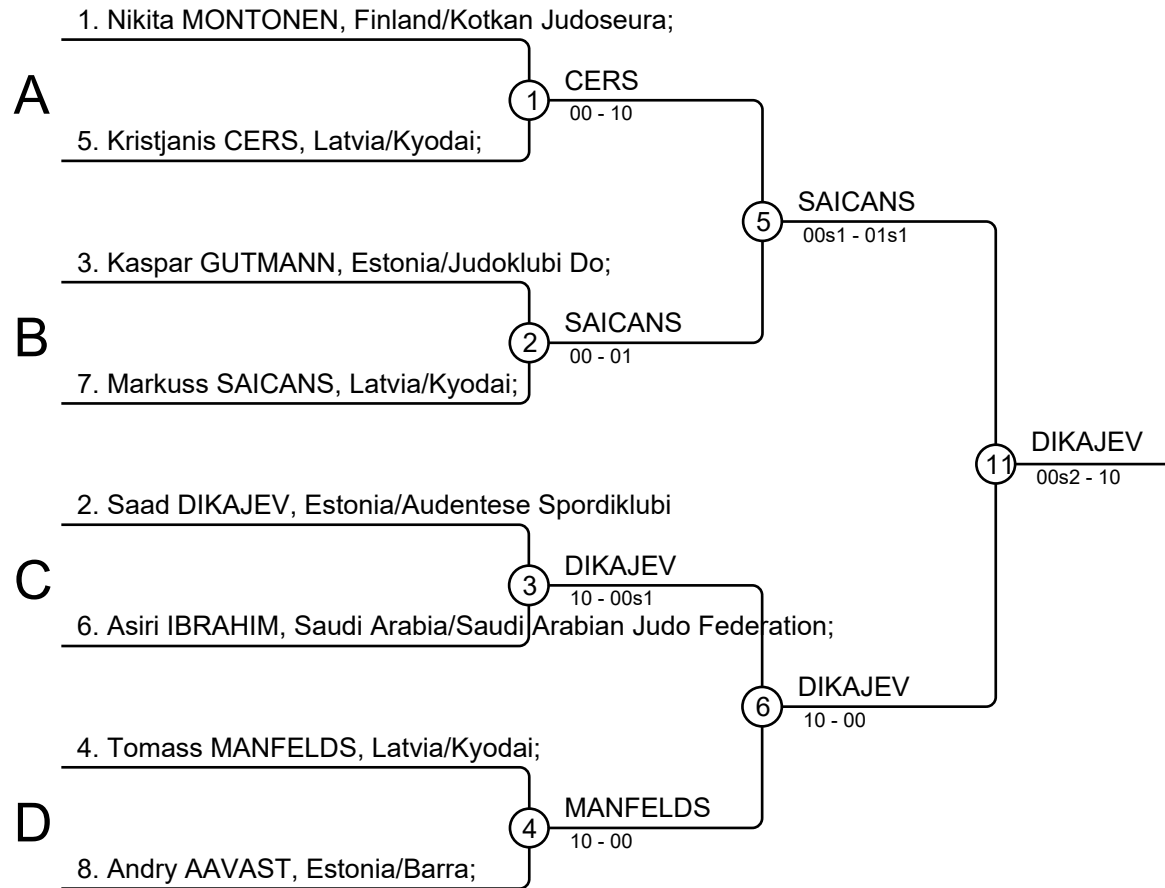 1. Nikita MONTONEN, Finland/Kotkan Judoseura;
A
1
CERS
00 - 10
5. Kristjanis CERS, Latvia/Kyodai;
5
SAICANS
00s1 - 01s1
3. Kaspar GUTMANN, Estonia/Judoklubi Do;
B
2
SAICANS
00 - 01
7. Markuss SAICANS, Latvia/Kyodai;
11
DIKAJEV
00s2 - 10
2. Saad DIKAJEV, Estonia/Audentese Spordiklubi
C
3
DIKAJEV
10 - 00s1
6. Asiri IBRAHIM, Saudi Arabia/Saudi Arabian Judo Federation;
6
DIKAJEV
10 - 00
4. Tomass MANFELDS, Latvia/Kyodai;
D
4
MANFELDS
10 - 00
8. Andry AAVAST, Estonia/Barra;